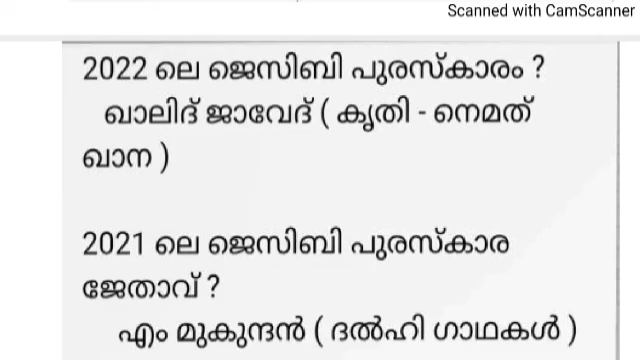 Scanned with CamScanner
2022 ലെ ജെസിബി പുരസ്കാരം ?
ഖാലിദ് ജാവേദ് ( കൃതി - നെമത്
ഖാന )
2021 ലെ ജെസിബി പുരസ്കാര
ജേതാവ് ?
എം മുകുന്ദൻ ( ദൽഹി ഗാഥകൾ )